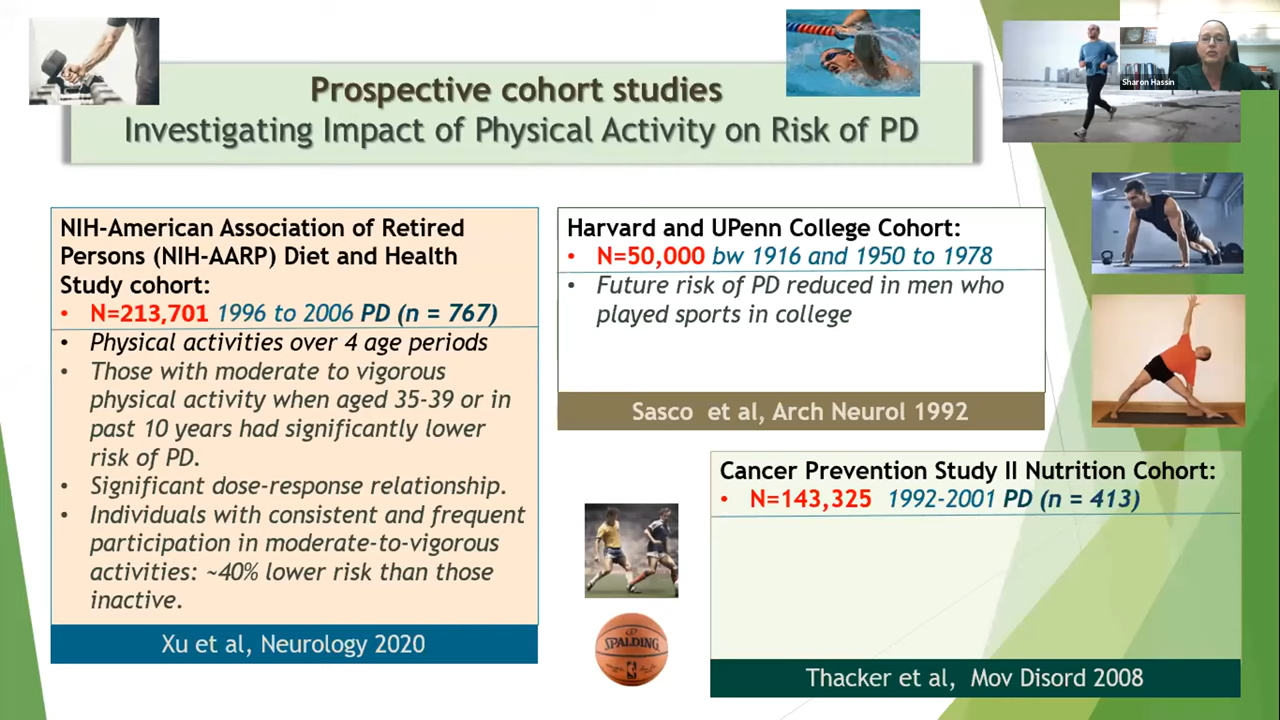 Prospective cohort studies
Investigating Impact of Physical Activity on Risk of PD
Sharon Hassin
NIH-American Association of Retired
Persons (NIH-AARP) Diet and Health
Study cohort:
• N=213,701 1996 to 2006 PD (n = 767)
• Physical activities over 4 age periods
• Those with moderate to vigorous
physical activity when aged 35-39 or in
past 10 years had significantly lower
risk of PD.
• Significant dose-response relationship.
• Individuals with consistent and frequent
participation in moderate-to-vigorous
activities: ~40% lower risk than those
inactive.
Xu et al, Neurology 2020
Harvard and UPenn College Cohort:
• N=50,000 bw 1916 and 1950 to 1978
• Future risk of PD reduced in men who
played sports in college
Sasco et al, Arch Neurol 1992
Cancer Prevention Study II Nutrition Cohort:
• N=143,325 1992-2001 PD (n = 413)
Thacker et al, Mov Disord 2008
SPALDING